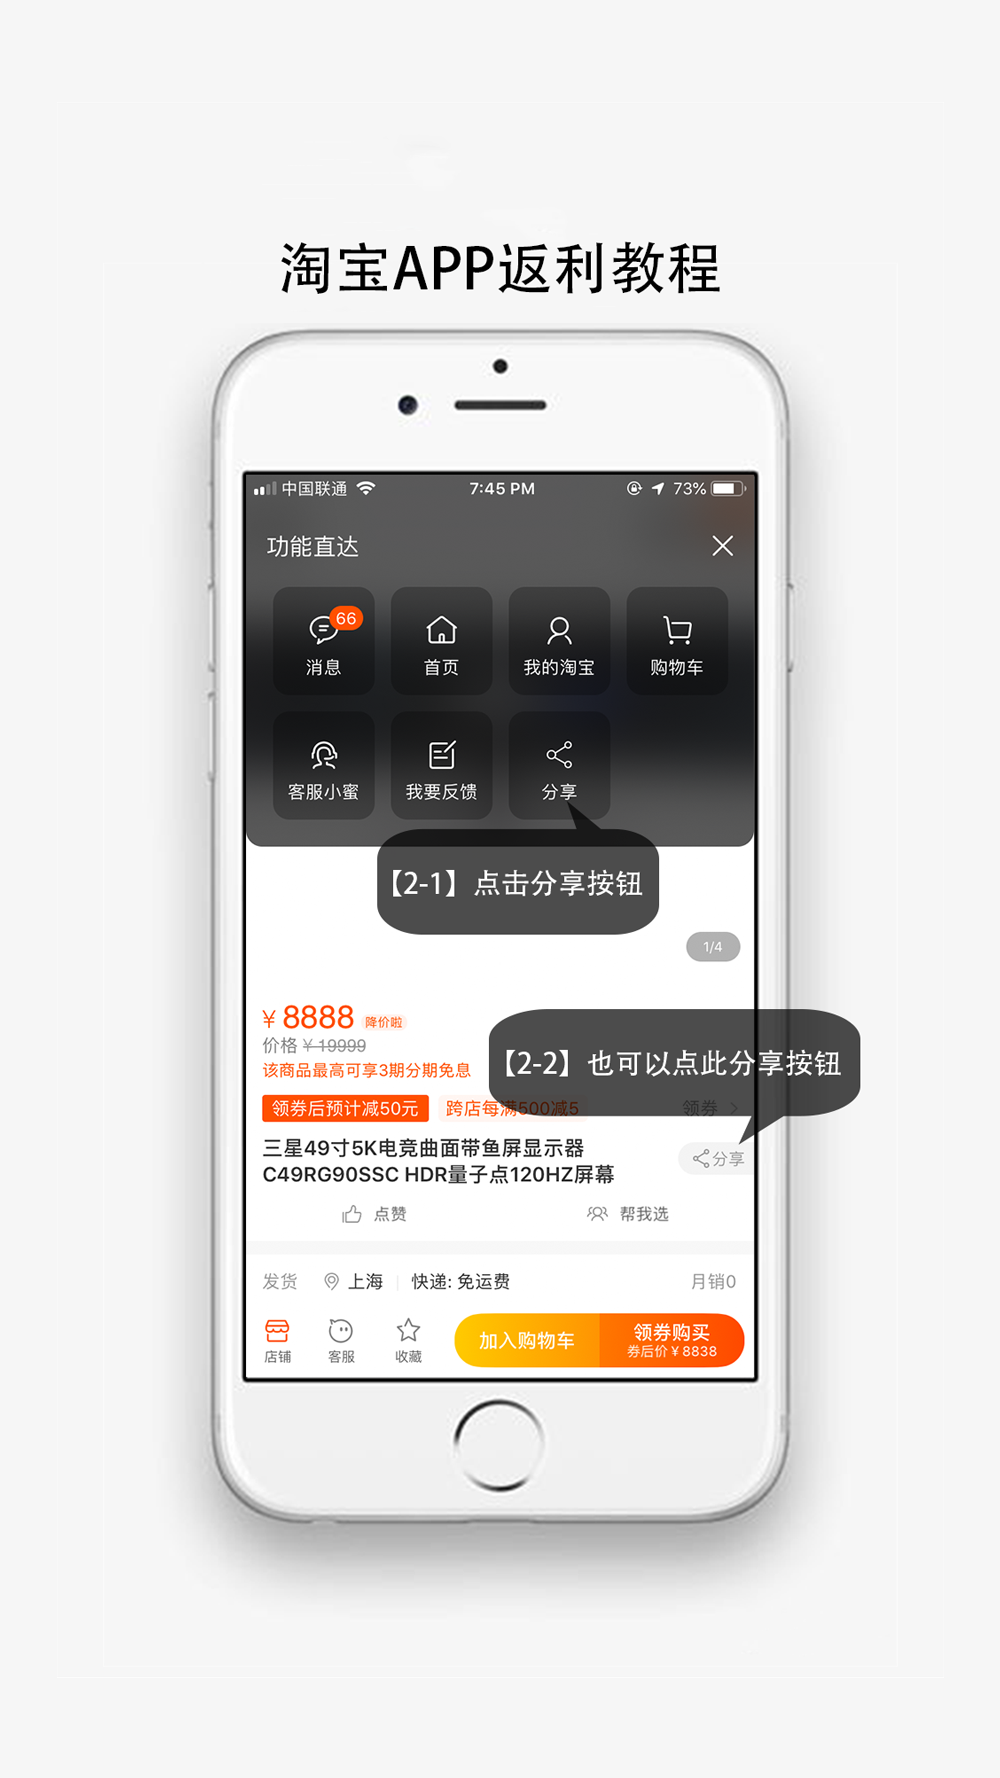 淘宝APP返利教程
中国联通 7:45 PM 73%
功能直达
66
消息 首页 我的淘宝 购物车
客服小蜜 我要反馈 分享
【2-1】点击分享按钮
1/4
¥ 8888 降价啦
价格 ¥ 19999
该商品最高可享3期分期免息
【2-2】也可以点此分享按钮
领券后预计减50元 跨店每满500减5 领券
三星49寸5K电竞曲面带鱼屏显示器
C49RG90SSC HDR量子点120HZ屏幕
分享
点赞 帮我选
发货 上海 快递: 免运费 月销0
店铺 客服 收藏 加入购物车 领券购买
券后价 ¥ 8838